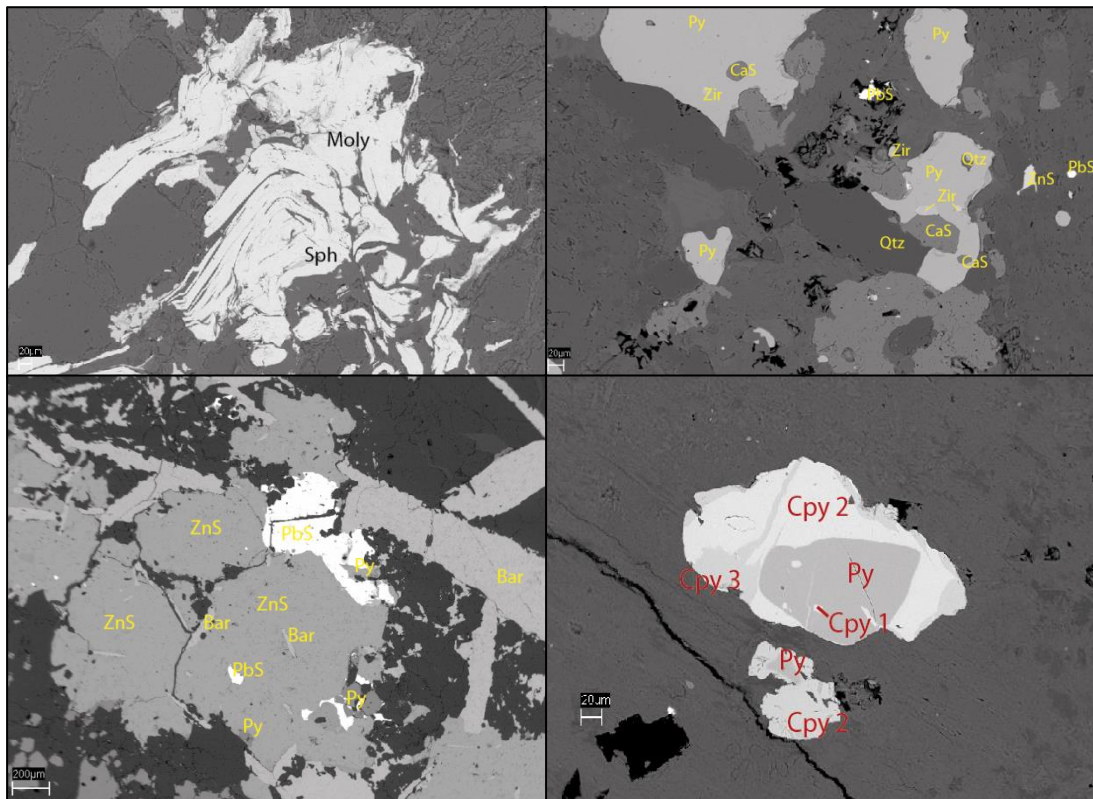 Moly
Sph
20µm
Py
Py
CaS
Zir
PbS
Zir
Qtz
Py
PbS
ZnS
Zir
CaS
Qtz
Py
CaS
20µm
ZnS
PbS
Py
Bar
ZnS
ZnS
Bar
Bar
PbS
Py
Py
200µm
Cpy 2
Cpy 3
Py
Cpy 1
Py
20µm
Cpy 2